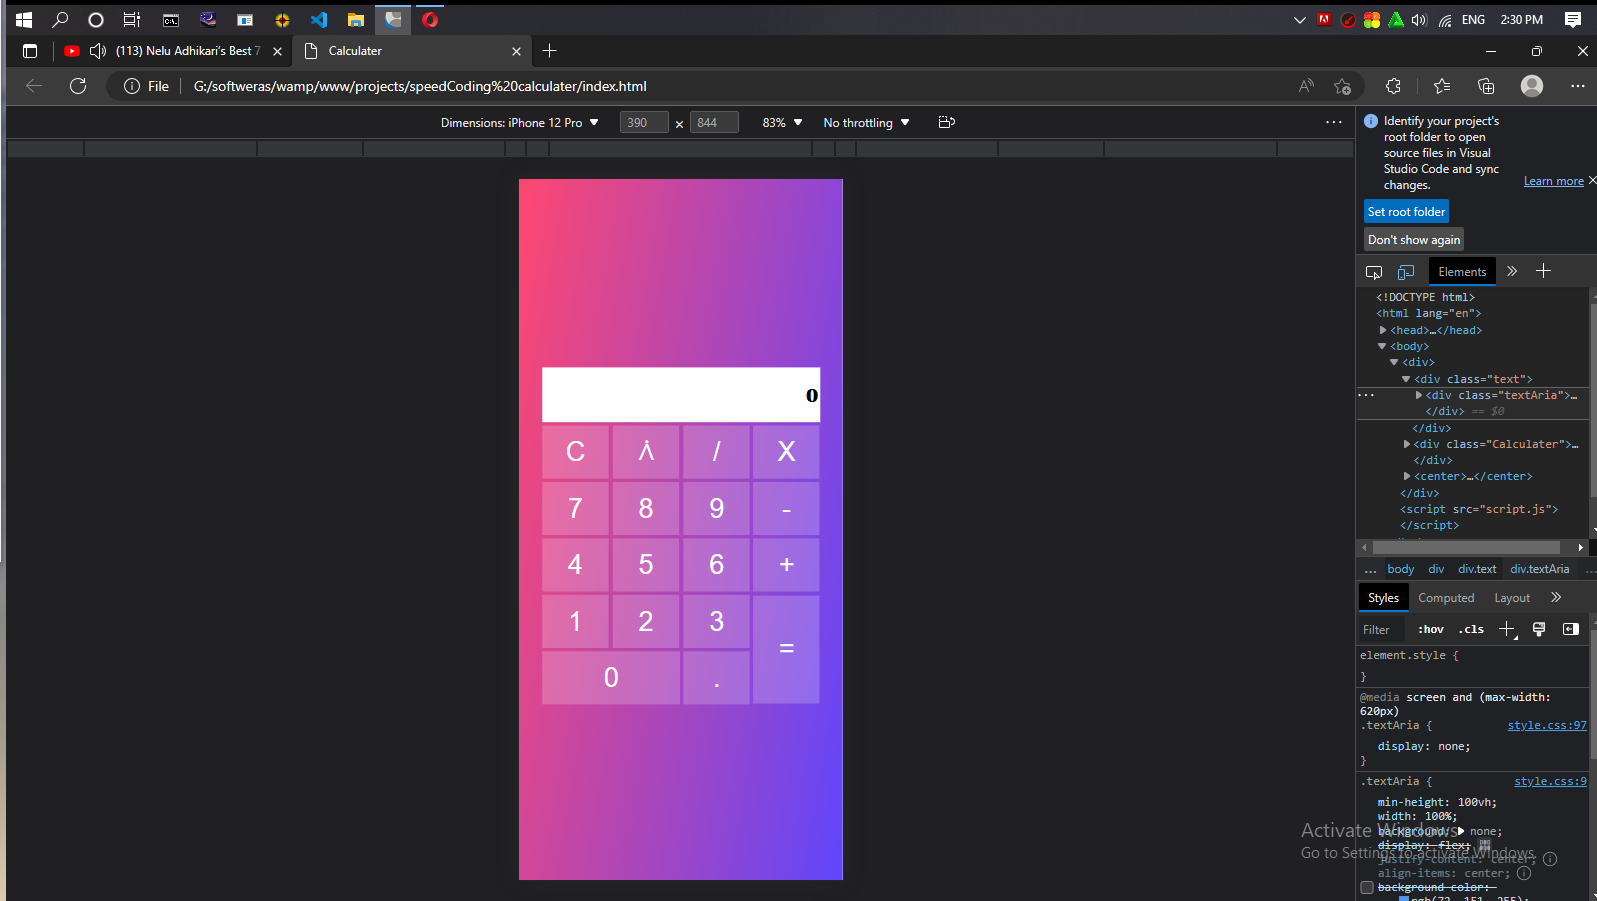 C:\
ENG
2:30 PM
(113) Nelu Adhikari's Best 7
Calculater
File
G:/softweras/wamp/www/projects/speedCoding%20calculater/index.html
Dimensions: iPhone 12 Pro
390 × 844
83%
No throttling
Identify your project's
root folder to open
source files in Visual
Studio Code and sync
changes.
Learn more
Set root folder
Don't show again
Elements
<!DOCTYPE html>
<html lang="en">
<head>…</head>
<body>
<div>
<div class="text">
<div class="textAria">…
</div> == $0
</div>
<div class="Calculater">…
</div>
<center>…</center>
</div>
<script src="script.js">
</script>
... body div div.text div.textAria ...
Styles Computed Layout
Filter :hov .cls
element.style {
}
@media screen and (max-width:
620px)
.textAria { style.css:97
display: none;
}
.textAria { style.css:9
min-height: 100vh;
width: 100%;
background: none;
display: flex;
justify-content: center;
align-items: center;
background-color:
rgb(72, 151, 255);
Activate Windows
Go to Settings to activate Windows.
0
C Ʌ̇ / X
7 8 9 -
4 5 6 +
1 2 3
=
0 .